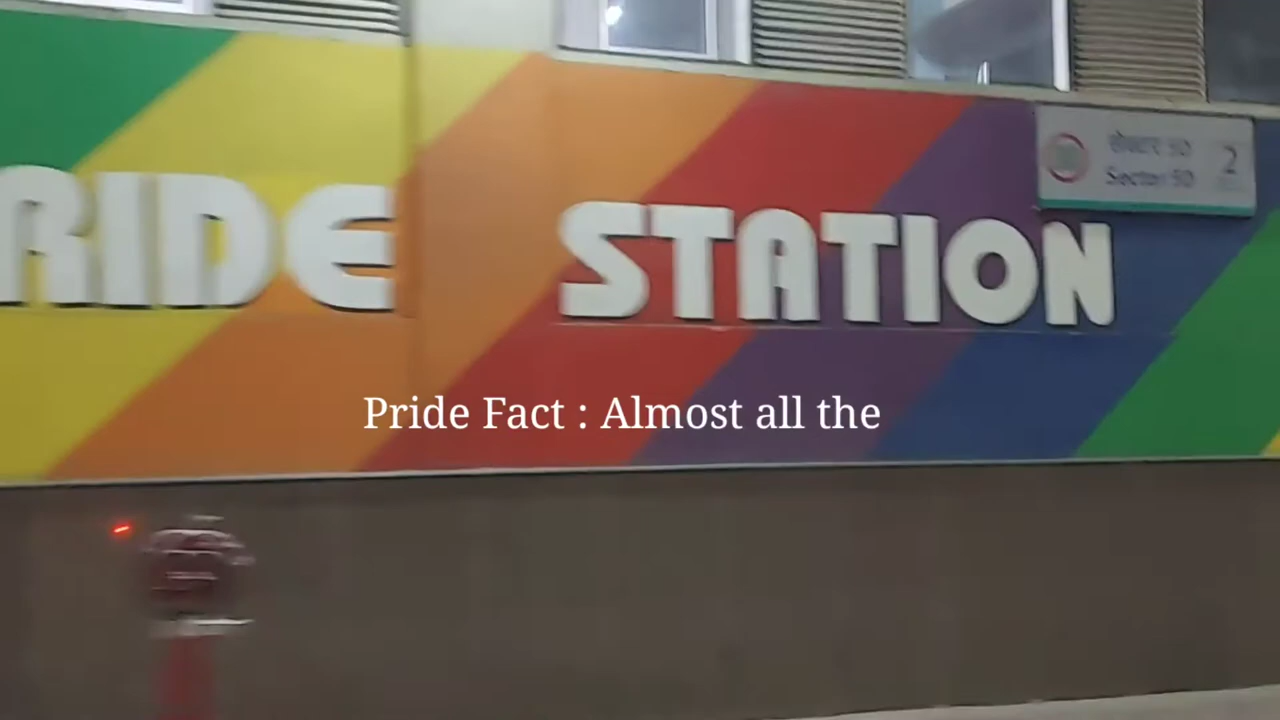 RIDE STATION
सेक्टर 50
Sector 50
2
Pride Fact : Almost all the